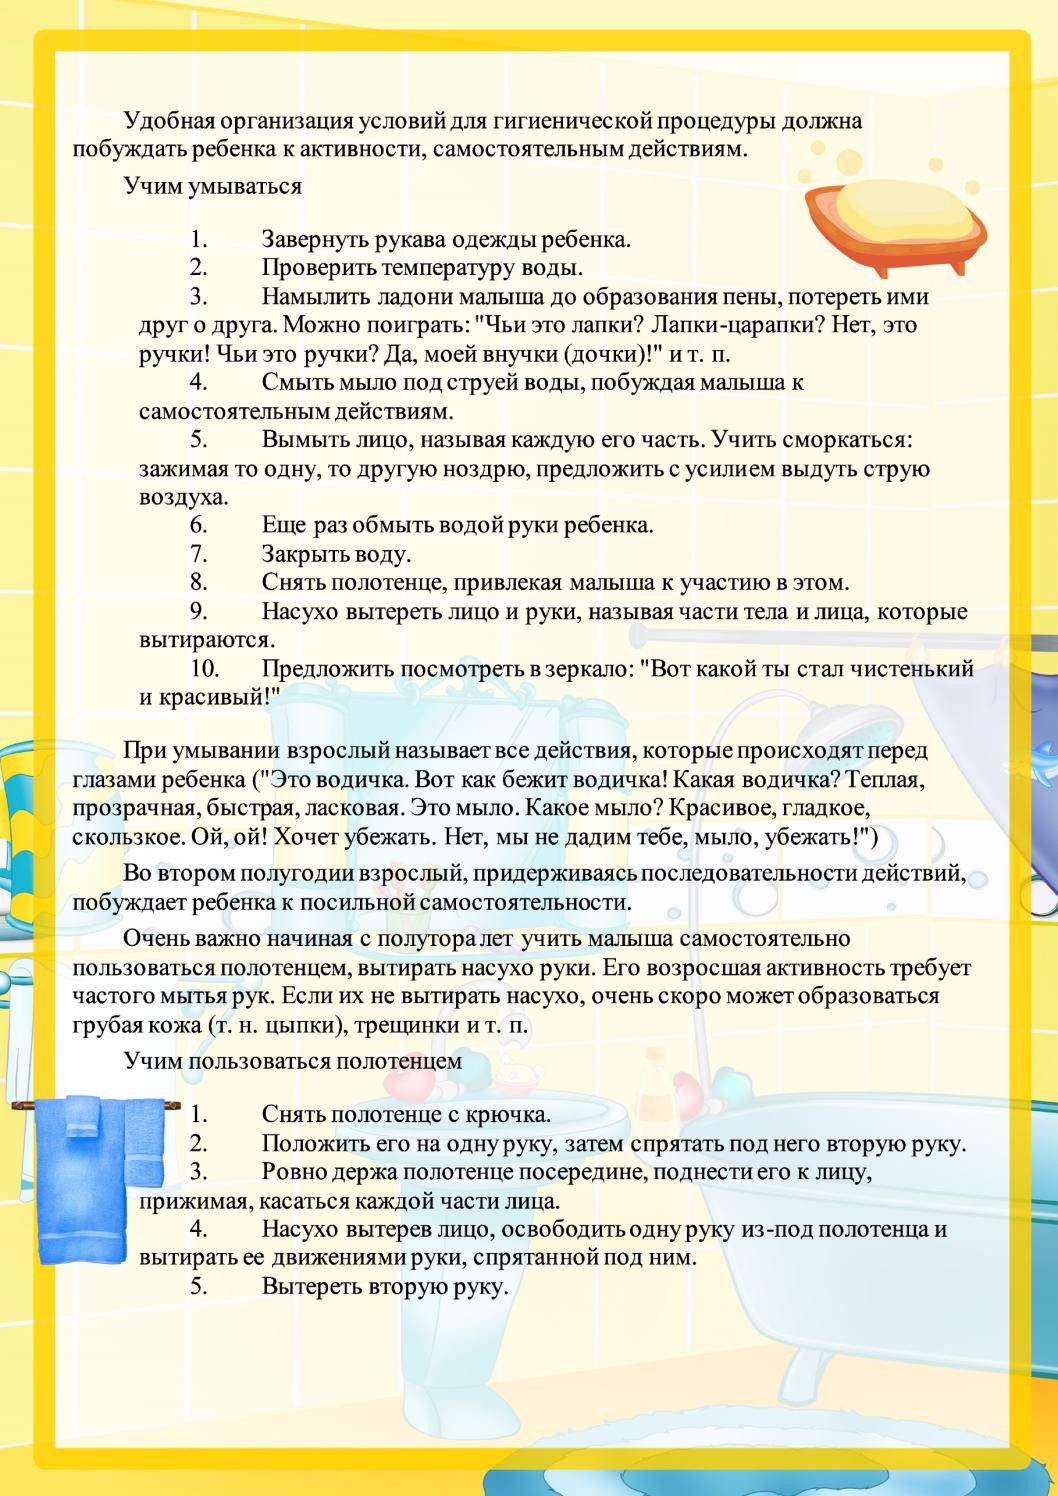 Удобная организация условий для гигиенической процедуры должна
побуждать ребенка к активности, самостоятельным действиям.
Учим умываться
1. Завернуть рукава одежды ребенка.
2. Проверить температуру воды.
3. Намылить ладони малыша до образования пены, потереть ими
друг о друга. Можно поиграть: "Чьи это лапки? Лапки-царапки? Нет, это
ручки! Чьи это ручки? Да, моей внучки (дочки)!" и т. п.
4. Смыть мыло под струей воды, побуждая малыша к
самостоятельным действиям.
5. Вымыть лицо, называя каждую его часть. Учить сморкаться:
зажимая то одну, то другую ноздрю, предложить с усилием выдуть струю
воздуха.
6. Еще раз обмыть водой руки ребенка.
7. Закрыть воду.
8. Снять полотенце, привлекая малыша к участию в этом.
9. Насухо вытереть лицо и руки, называя части тела и лица, которые
вытираются.
10. Предложить посмотреть в зеркало: "Вот какой ты стал чистенький
и красивый!"
При умывании взрослый называет все действия, которые происходят перед
глазами ребенка ("Это водичка. Вот как бежит водичка! Какая водичка? Теплая,
прозрачная, быстрая, ласковая. Это мыло. Какое мыло? Красивое, гладкое,
скользкое. Ой, ой! Хочет убежать. Нет, мы не дадим тебе, мыло, убежать!")
Во втором полугодии взрослый, придерживаясь последовательности действий,
побуждает ребенка к посильной самостоятельности.
Очень важно начиная с полутора лет учить малыша самостоятельно
пользоваться полотенцем, вытирать насухо руки. Его возросшая активность требует
частого мытья рук. Если их не вытирать насухо, очень скоро может образоваться
грубая кожа (т. н. цыпки), трещинки и т. п.
Учим пользоваться полотенцем
1. Снять полотенце с крючка.
2. Положить его на одну руку, затем спрятать под него вторую руку.
3. Ровно держа полотенце посередине, поднести его к лицу,
прижимая, касаться каждой части лица.
4. Насухо вытерев лицо, освободить одну руку из-под полотенца и
вытирать ее движениями руки, спрятанной под ним.
5. Вытереть вторую руку.